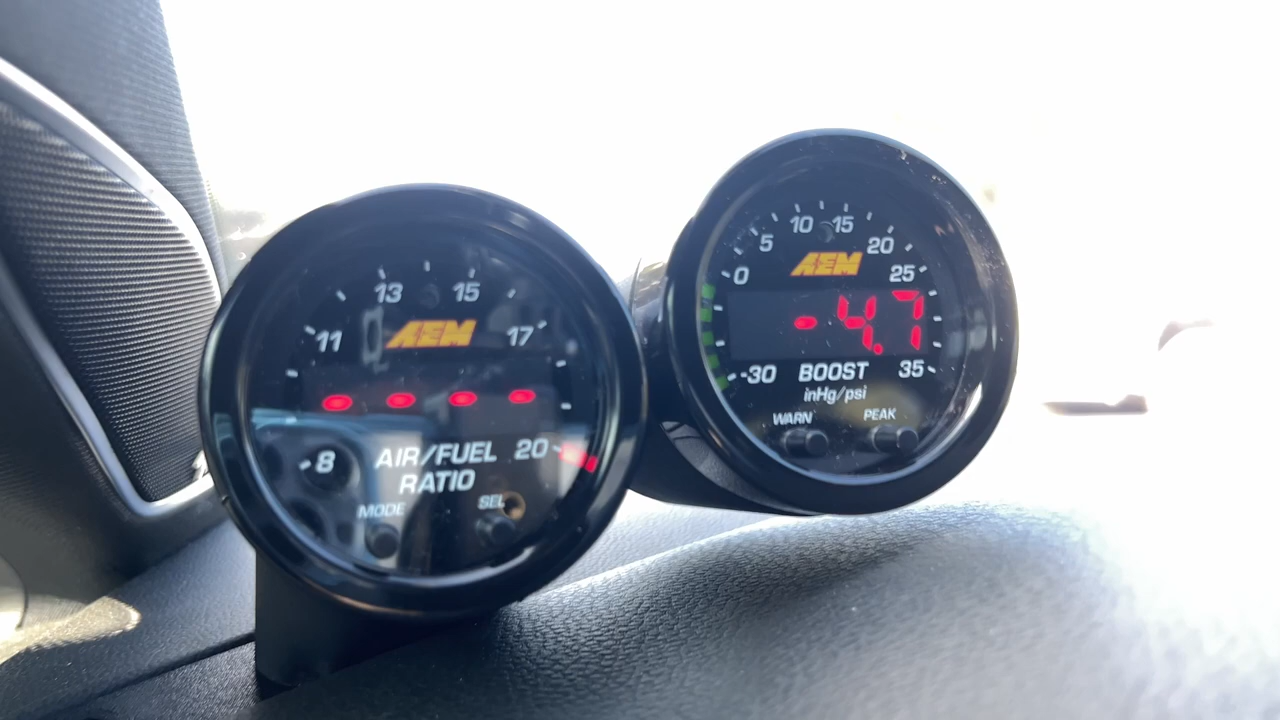 13 15
11 AEM 17
- - - -
8 AIR/FUEL 20
RATIO
MODE SEL
10 15
5 20
0 AEM 25
-4.7
-30 BOOST 35
inHg/psi
WARN PEAK